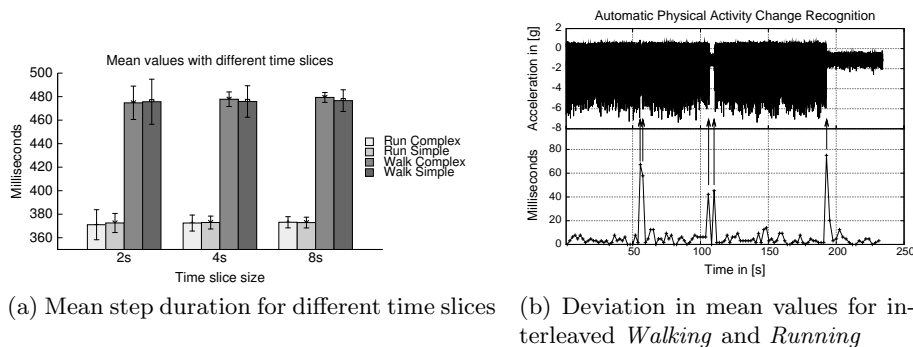 Mean values with different time slices
500
480
460
440
420
400
380
360
Milliseconds
2s
4s
8s
Time slice size
Run Complex
Run Simple
Walk Complex
Walk Simple
(a) Mean step duration for different time slices
Automatic Physical Activity Change Recognition
2
0
-2
-4
-6
-8
Acceleration in [g]
80
60
40
20
0
Milliseconds
50
100
150
200
250
Time in [s]
(b) Deviation in mean values for in-
terleaved Walking and Running